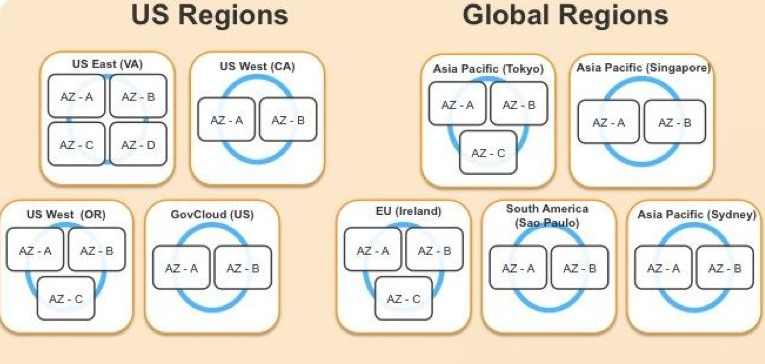 US Regions
Global Regions
US East (VA)
AZ - A
AZ - B
AZ - C
AZ - D
US West (CA)
AZ - A
AZ - B
Asia Pacific (Tokyo)
AZ - A
AZ - B
AZ - C
Asia Pacific (Singapore)
AZ - A
AZ - B
US West (OR)
AZ - A
AZ - B
AZ - C
GovCloud (US)
AZ - A
AZ - B
EU (Ireland)
AZ - A
AZ - B
AZ - C
South America
(Sao Paulo)
AZ - A
AZ - B
Asia Pacific (Sydney)
AZ - A
AZ - B